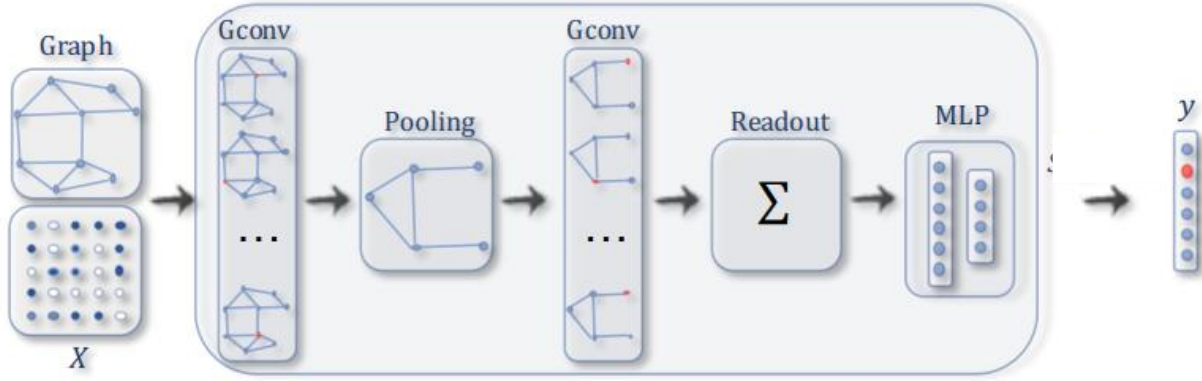 Graph
Gconv
Gconv
Pooling
Readout
MLP
y
...
Σ
...
X